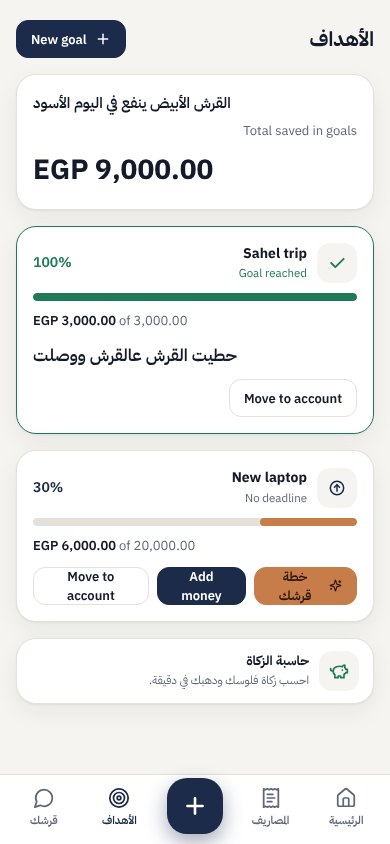 الأهداف
New goal
القرش الأبيض ينفع في اليوم الأسود
Total saved in goals
EGP 9,000.00
Sahel trip
100%
Goal reached
EGP 3,000.00 of 3,000.00
حطيت القرش عالقرش ووصلت
Move to account
New laptop
30%
No deadline
EGP 6,000.00 of 20,000.00
خطة
قرشك
Add
money
Move to
account
حاسبة الزكاة
احسب زكاة فلوسك ودهبك في دقيقة.
الرئيسية
المصاريف
الأهداف
قرشك